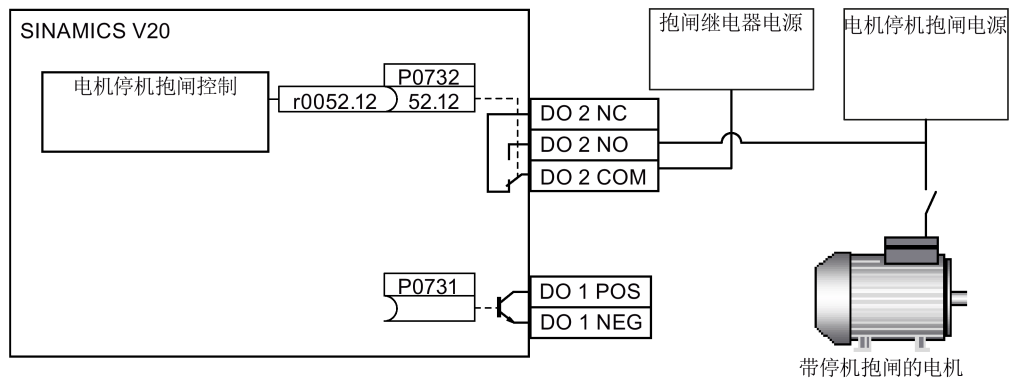 SINAMICS V20
电机停机抱闸控制
r0052.12
P0732
52.12
DO 2 NC
DO 2 NO
DO 2 COM
抱闸继电器电源
电机停机抱闸电源
P0731
DO 1 POS
DO 1 NEG
带停机抱闸的电机